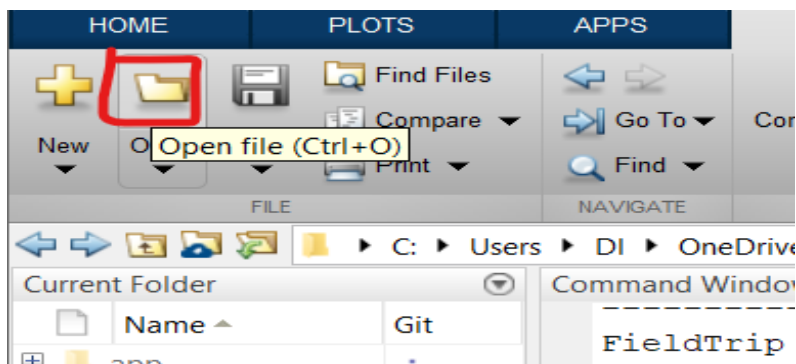 HOME PLOTS APPS
Find Files
Compare
New
Open file (Ctrl+O)
Go To
Print
Find
FILE NAVIGATE
C: Users DI OneDrive
Current Folder
Command Window
Name Git
FieldTrip